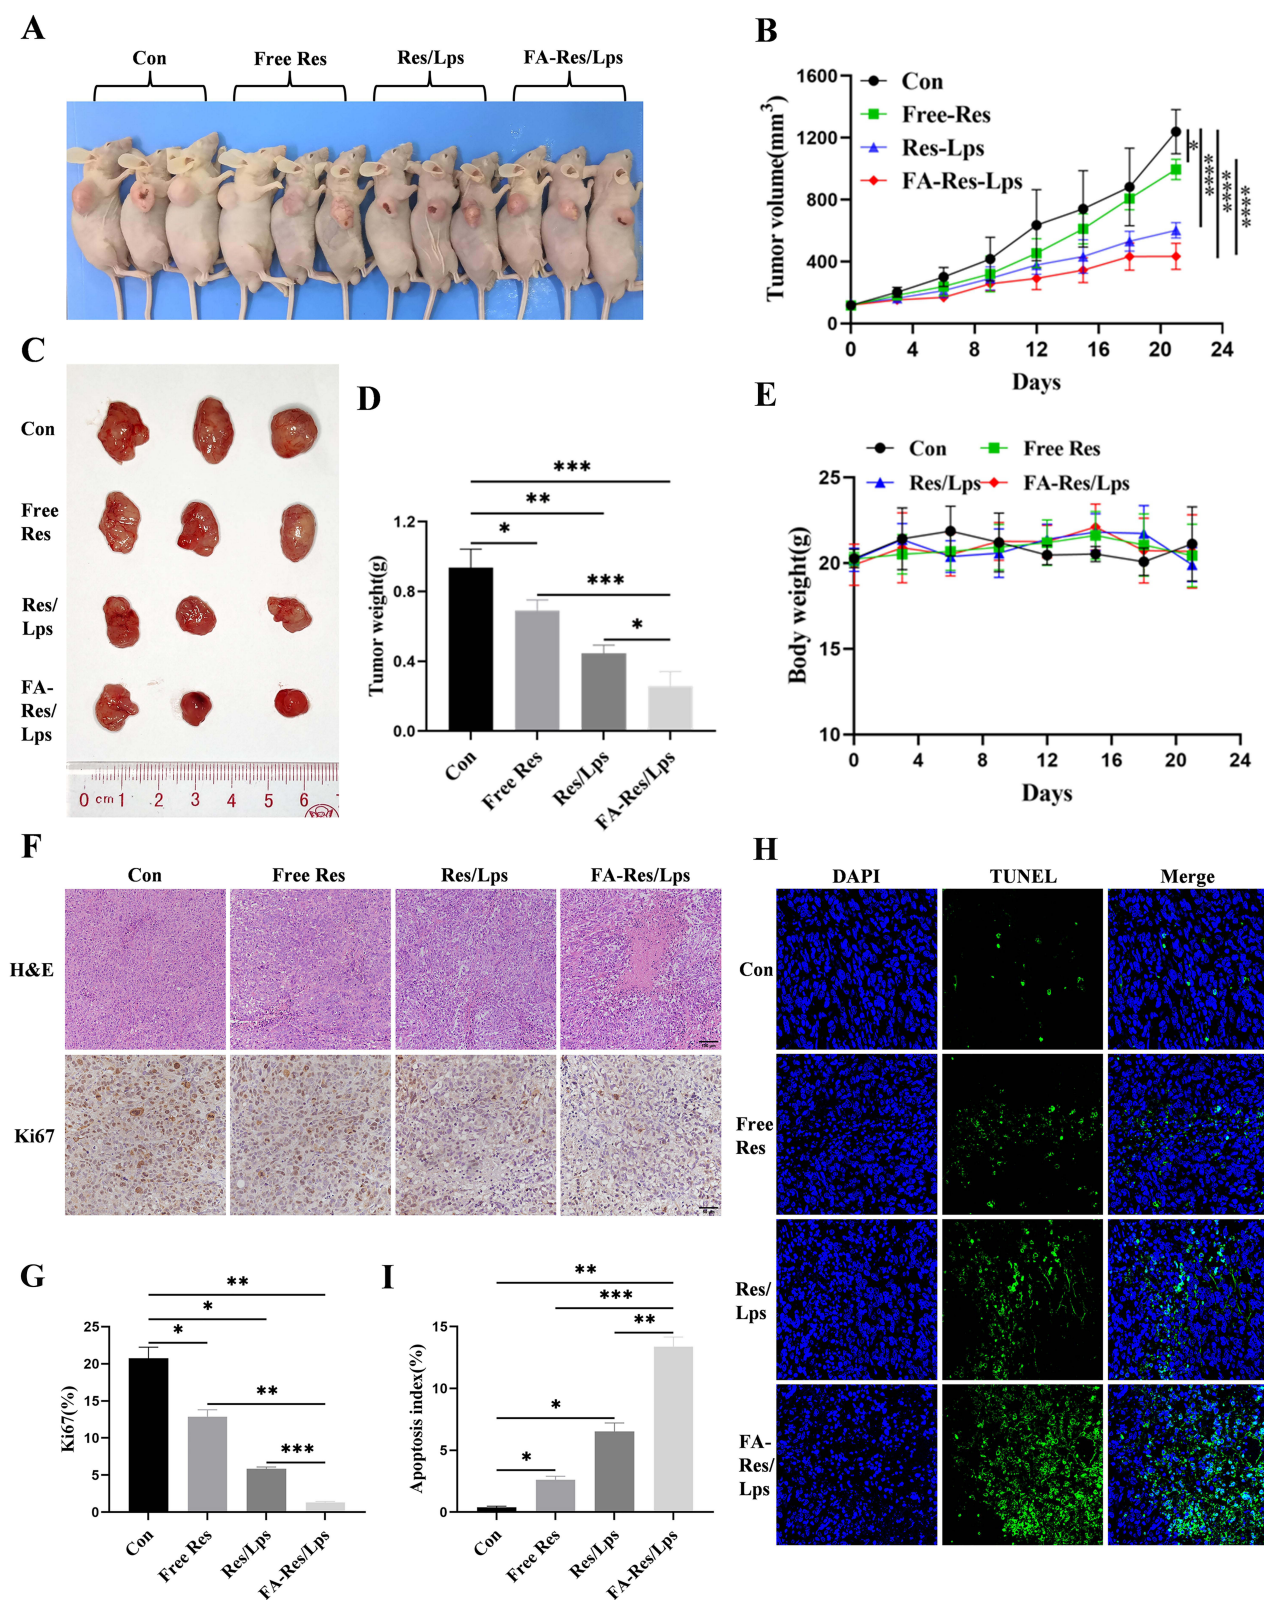 A
Con
Free Res
Res/Lps
FA-Res/Lps
B
1600
1200
800
400
0
Tumor volume(mm³)
Con
Free-Res
Res-Lps
FA-Res-Lps
*
****
****
****
0 4 8 12 16 20 24
Days
C
Con
Free
Res
Res/
Lps
FA-
Res/
Lps
0 cm 1 2 3 4 5 6
D
***
**
*
***
*
1.2
0.8
0.4
0.0
Tumor weight(g)
Con
Free Res
Res/Lps
FA-Res/Lps
E
Con
Free Res
Res/Lps
FA-Res/Lps
25
20
15
10
Body weight(g)
0 4 8 12 16 20 24
Days
F
Con
Free Res
Res/Lps
FA-Res/Lps
H&E
Ki67
G
**
*
*
**
***
25
20
15
10
5
0
Ki67(%)
Con
Free Res
Res/Lps
FA-Res/Lps
I
**
***
**
*
*
15
10
5
0
Apoptosis index(%)
Con
Free Res
Res/Lps
FA-Res/Lps
H
DAPI
TUNEL
Merge
Con
Free
Res
Res/
Lps
FA-
Res/
Lps